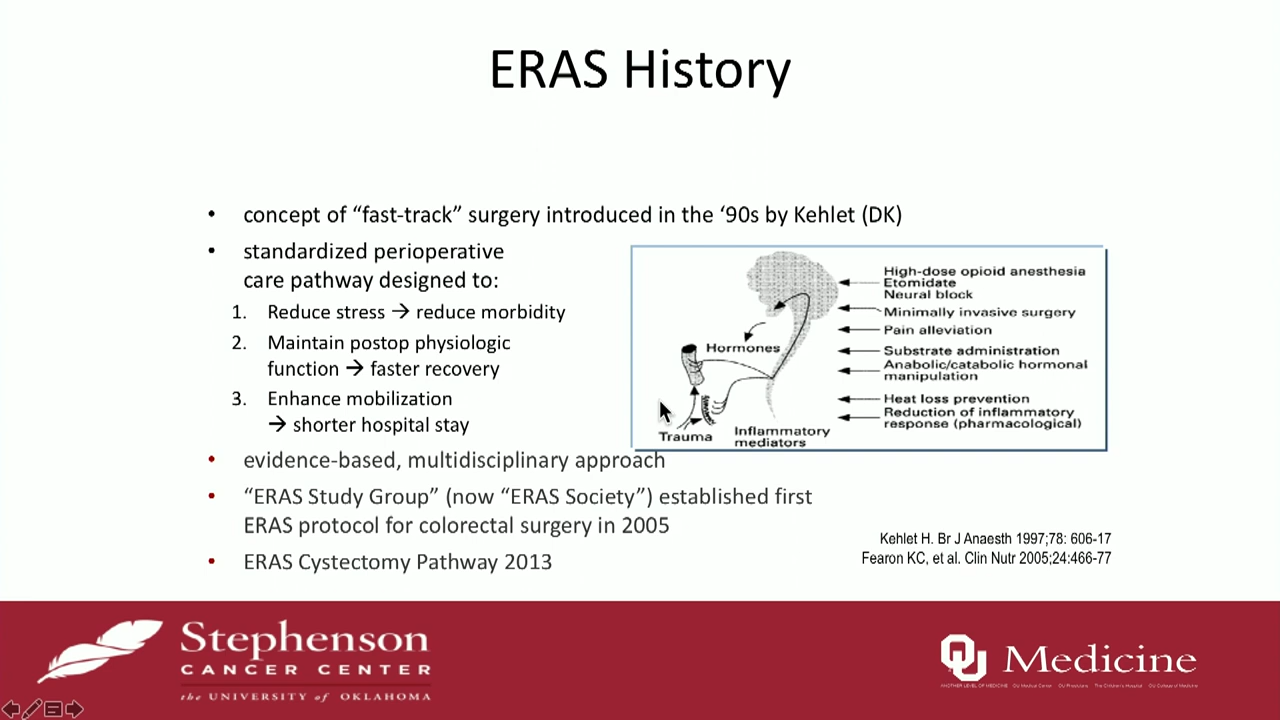 ERAS History
• concept of “fast-track” surgery introduced in the ‘90s by Kehlet (DK)
• standardized perioperative
care pathway designed to:
1. Reduce stress → reduce morbidity
2. Maintain postop physiologic
function → faster recovery
3. Enhance mobilization
→ shorter hospital stay
High-dose opioid anesthesia
Etomidate
Neural block
Minimally invasive surgery
Pain alleviation
Hormones
Substrate administration
Anabolic/catabolic hormonal
manipulation
Heat loss prevention
Reduction of inflammatory
response (pharmacological)
Trauma
Inflammatory
mediators
• evidence-based, multidisciplinary approach
• “ERAS Study Group” (now “ERAS Society”) established first
ERAS protocol for colorectal surgery in 2005
• ERAS Cystectomy Pathway 2013
Kehlet H. Br J Anaesth 1997;78: 606-17
Fearon KC, et al. Clin Nutr 2005;24:466-77
Stephenson
CANCER CENTER
the UNIVERSITY of OKLAHOMA
OU Medicine